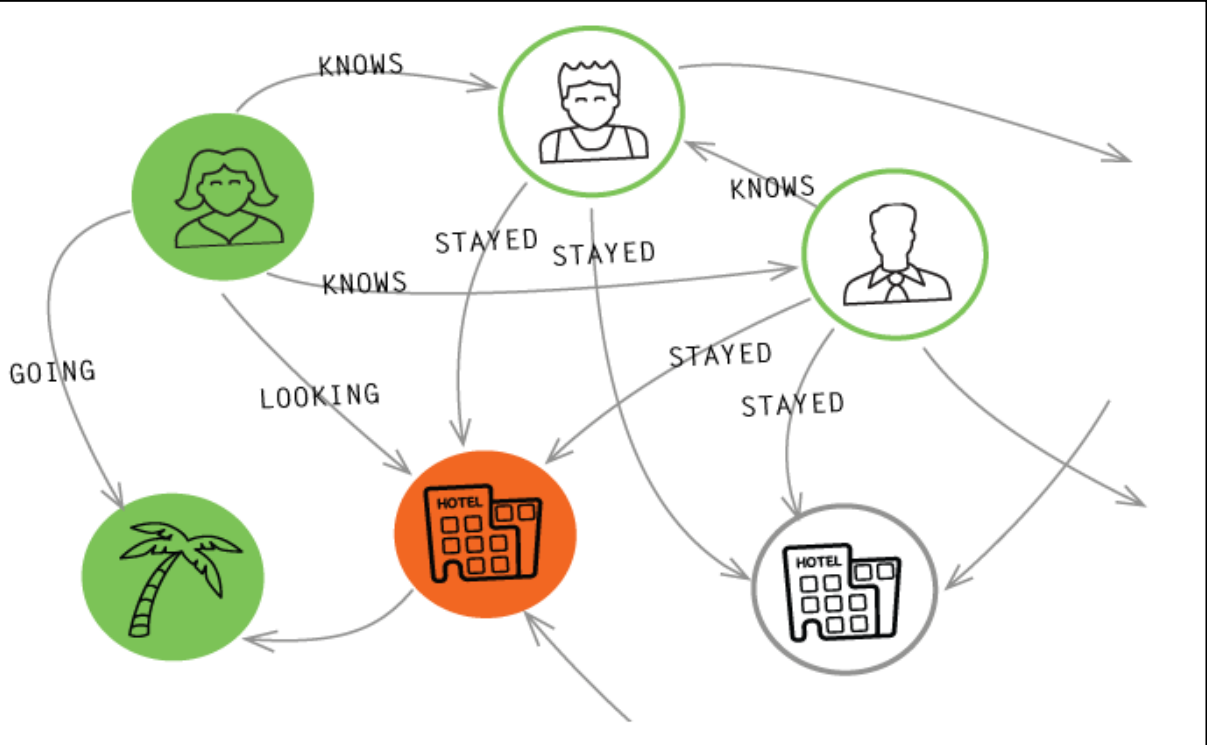 KNOWS
KNOWS
STAYED
STAYED
KNOWS
STAYED
GOING
LOOKING
STAYED
HOTEL
HOTEL